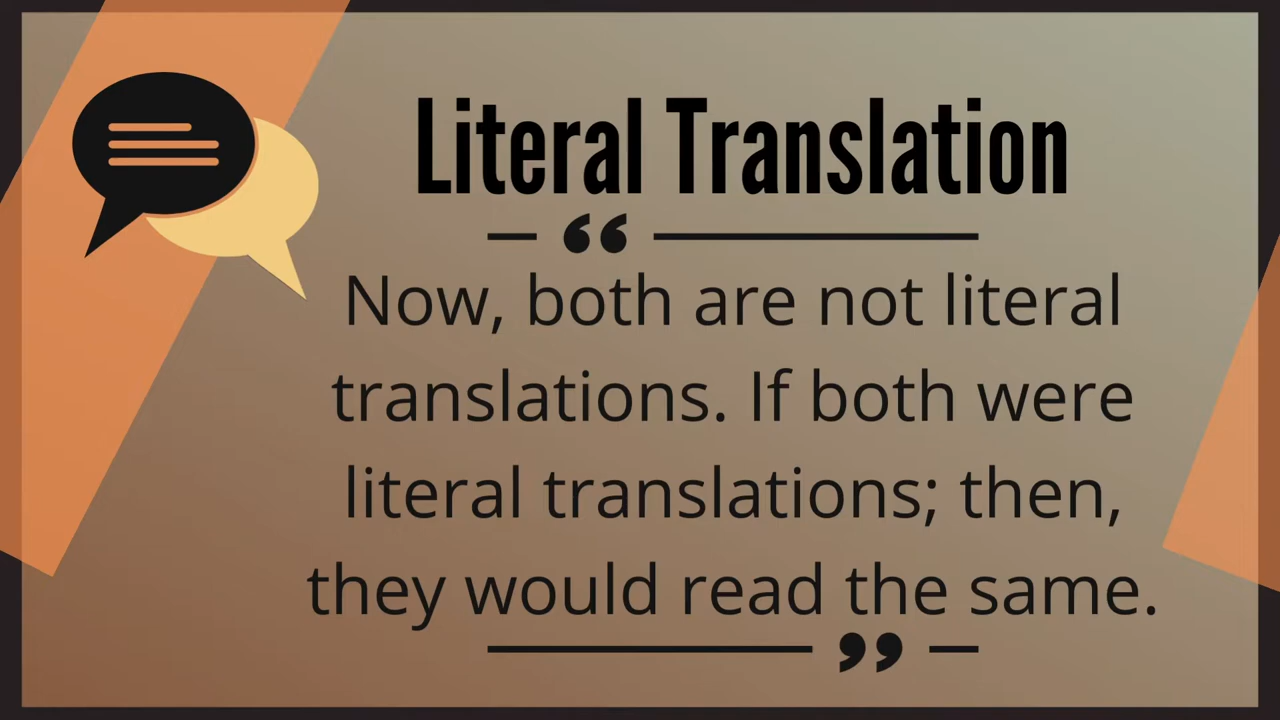 Literal Translation
“
Now, both are not literal
translations. If both were
literal translations; then,
they would read the same.
”